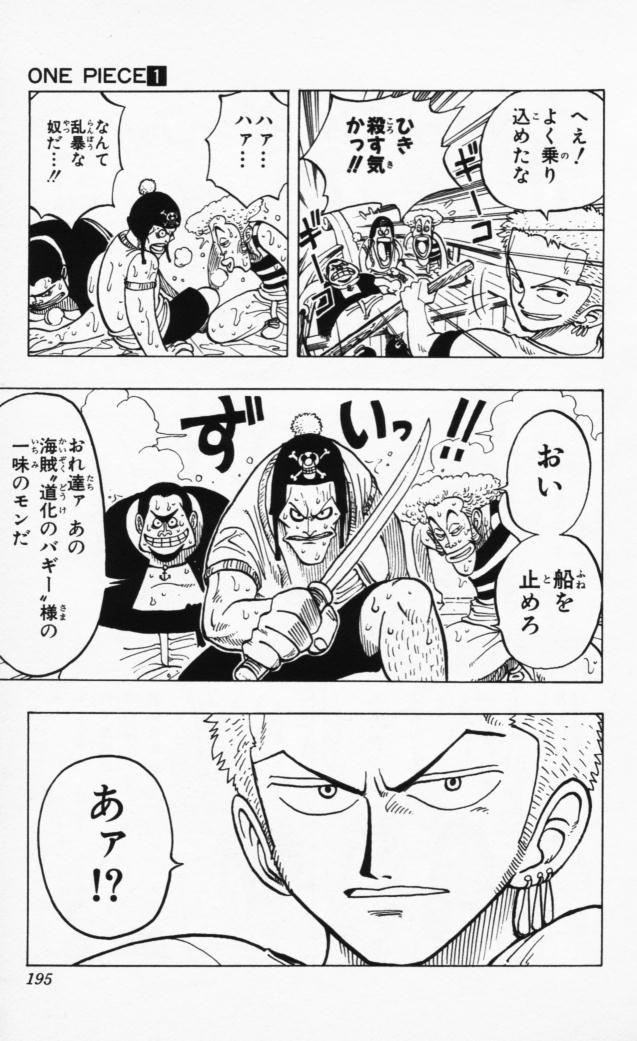 ONE PIECE 1
へえ！
よく乗り
込めたな
ひき
殺す気
かっ!!
ギーコ
ギーコ
ハァ…
ハァ…
なんて
乱暴な
奴だ…!!
おい
船を
止めろ
ずいっ!!
おれ達ァ あの
海賊〝道化のバギー〟様の
一味のモンだ
あァ!?
195